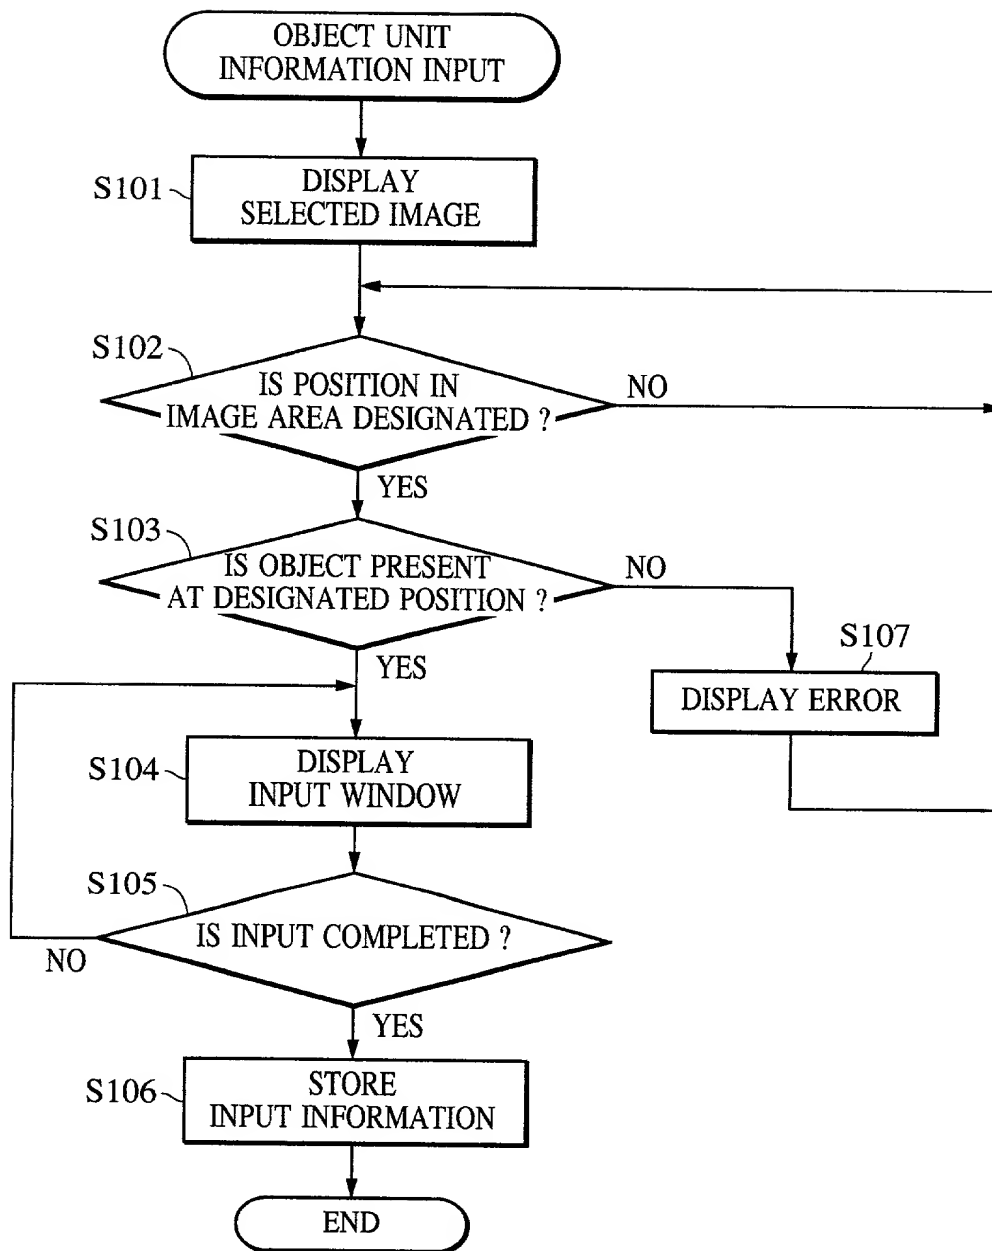 OBJECT UNIT
INFORMATION INPUT
S101
DISPLAY
SELECTED IMAGE
S102
IS POSITION IN
IMAGE AREA DESIGNATED ?
NO
YES
S103
IS OBJECT PRESENT
AT DESIGNATED POSITION ?
NO
YES
S107
DISPLAY ERROR
S104
DISPLAY
INPUT WINDOW
S105
IS INPUT COMPLETED ?
NO
YES
S106
STORE
INPUT INFORMATION
END